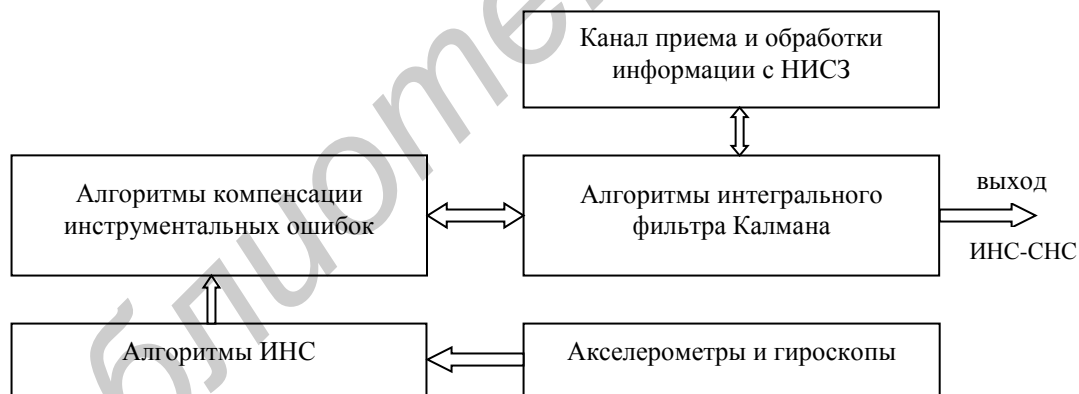 Канал приема и обработки
информации с НИСЗ
Алгоритмы компенсации
инструментальных ошибок
Алгоритмы интегрального
фильтра Калмана
выход
ИНС-СНС
Алгоритмы ИНС
Акселерометры и гироскопы